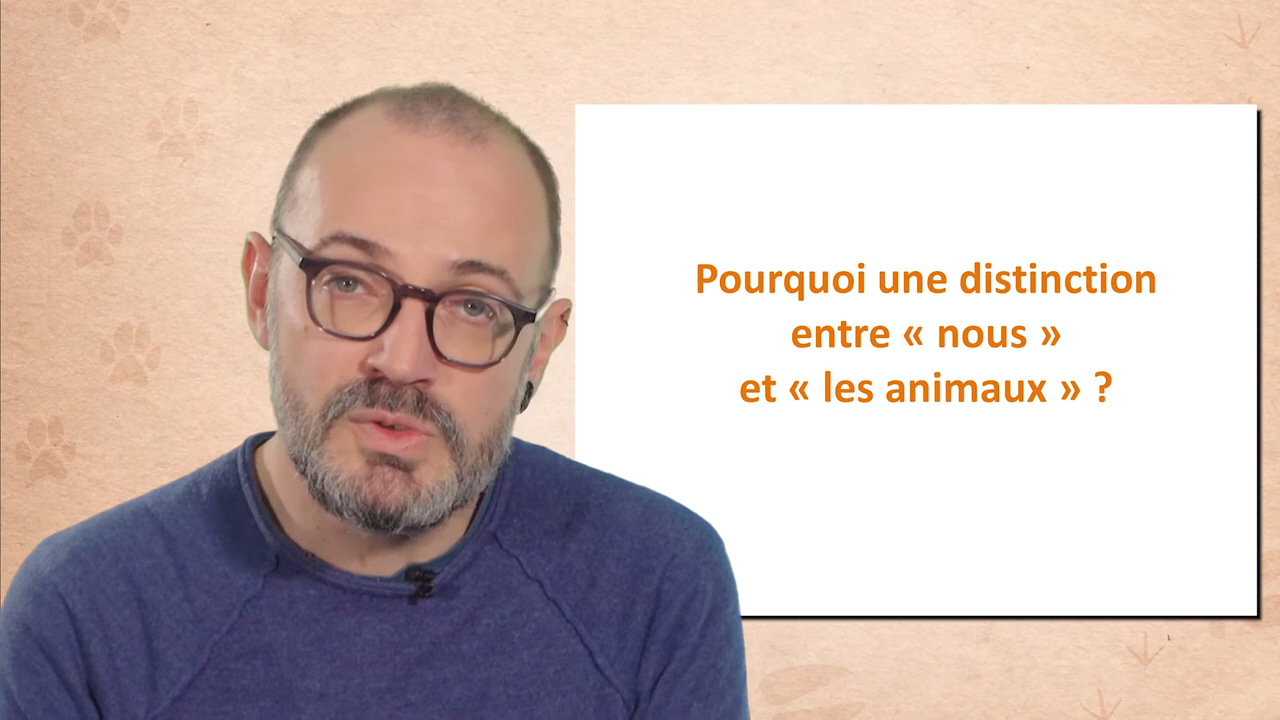 Pourquoi une distinction
entre « nous »
et « les animaux » ?